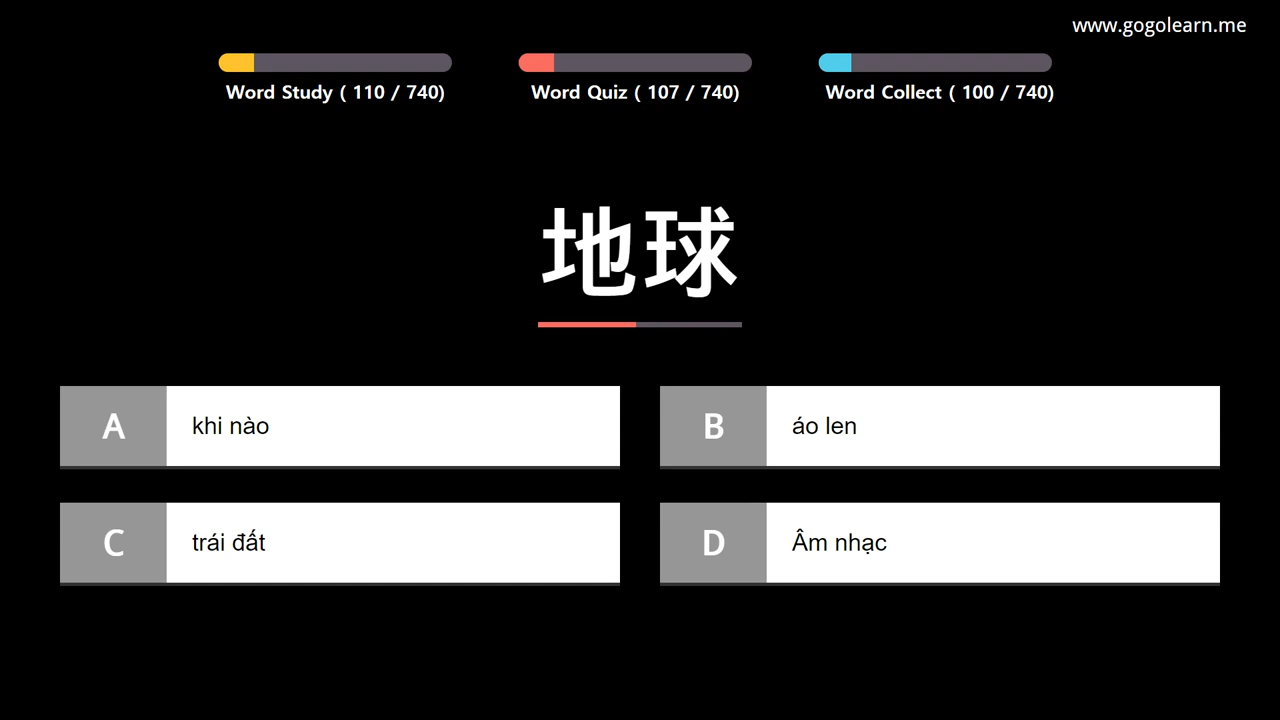 www.gogolearn.me
Word Study ( 110 / 740)
Word Quiz ( 107 / 740)
Word Collect ( 100 / 740)
地球
A khi nào
B áo len
C trái đất
D Âm nhạc